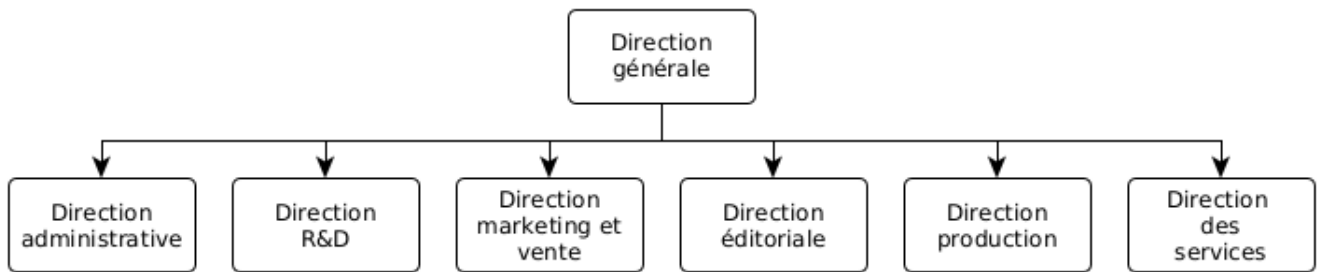 Direction
générale
Direction
administrative
Direction
R&D
Direction
marketing et
vente
Direction
éditoriale
Direction
production
Direction
des
services